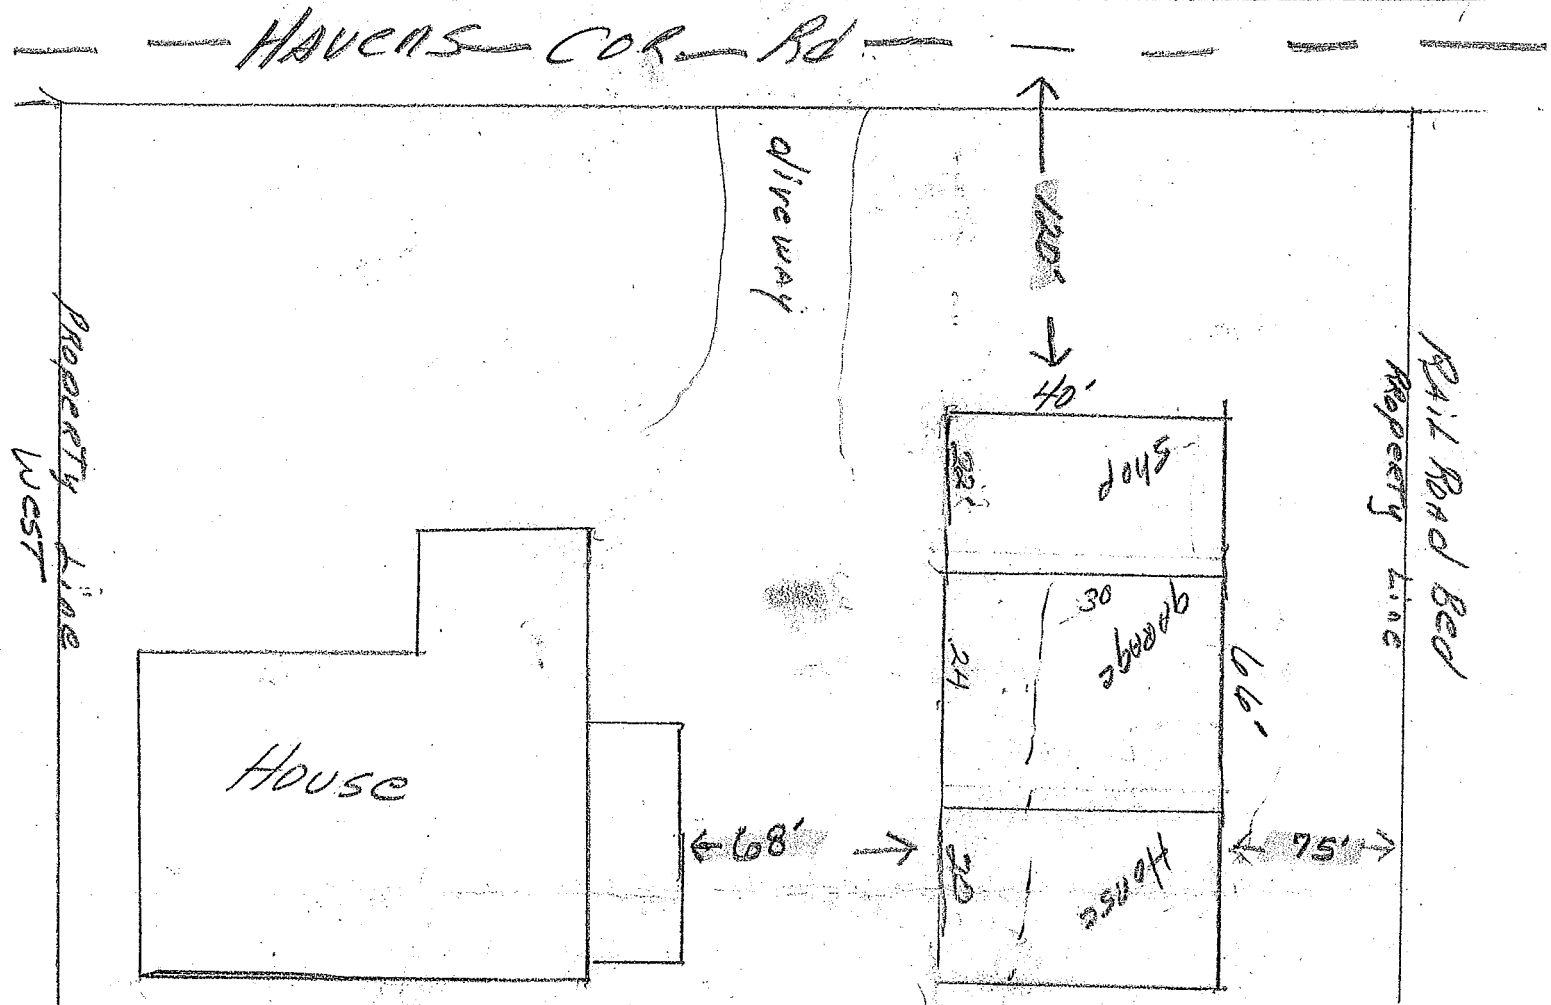 HAVENS COR Rd
driveway
120'
40'
Shop
22'
30
garage
24
66'
House
20
House
68'
75'
Property Line
West
Rail Road Bed
Property Line